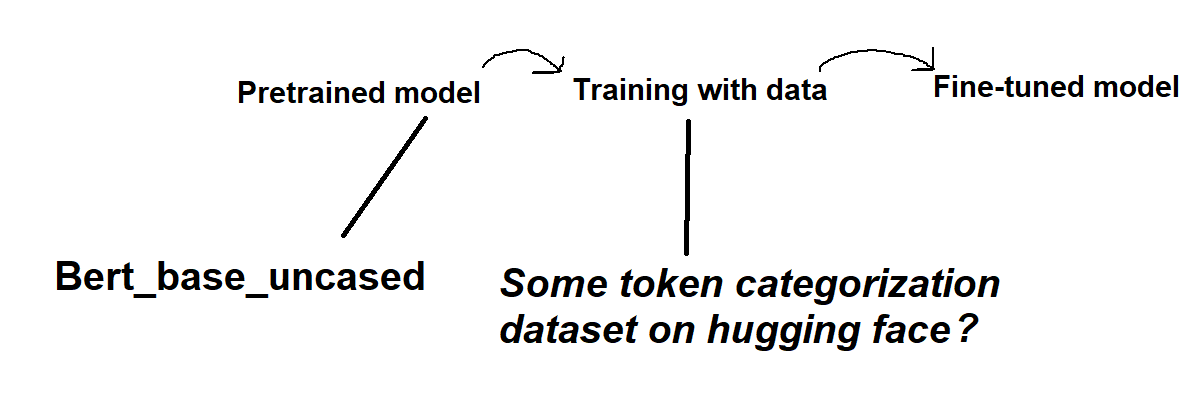 Pretrained model
Training with data
Fine-tuned model
Bert_base_uncased
Some token categorization
dataset on hugging face?